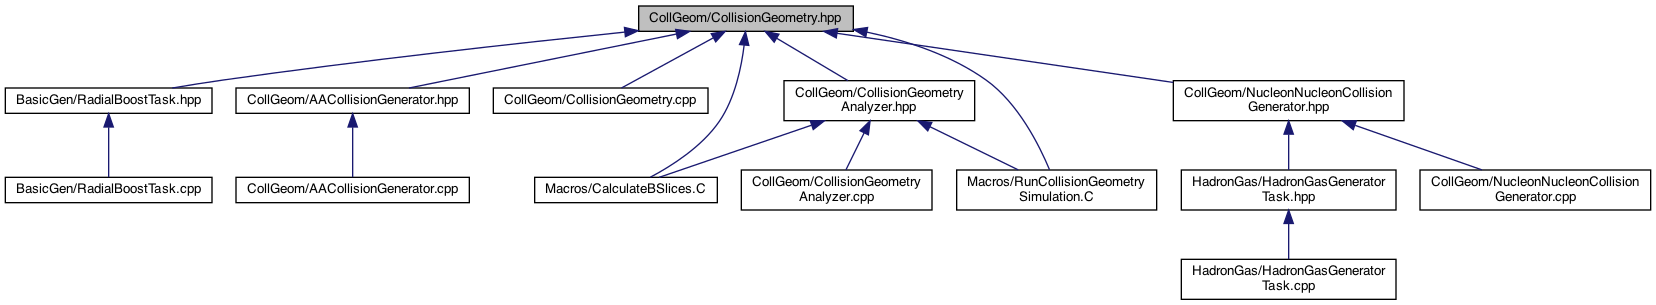 CollGeom/CollisionGeometry.hpp
BasicGen/RadialBoostTask.hpp
CollGeom/AACollisionGenerator.hpp
CollGeom/CollisionGeometry.cpp
CollGeom/CollisionGeometry
Analyzer.hpp
CollGeom/NucleonNucleonCollision
Generator.hpp
BasicGen/RadialBoostTask.cpp
CollGeom/AACollisionGenerator.cpp
Macros/CalculateBSlices.C
CollGeom/CollisionGeometry
Analyzer.cpp
Macros/RunCollisionGeometry
Simulation.C
HadronGas/HadronGasGenerator
Task.hpp
CollGeom/NucleonNucleonCollision
Generator.cpp
HadronGas/HadronGasGenerator
Task.cpp